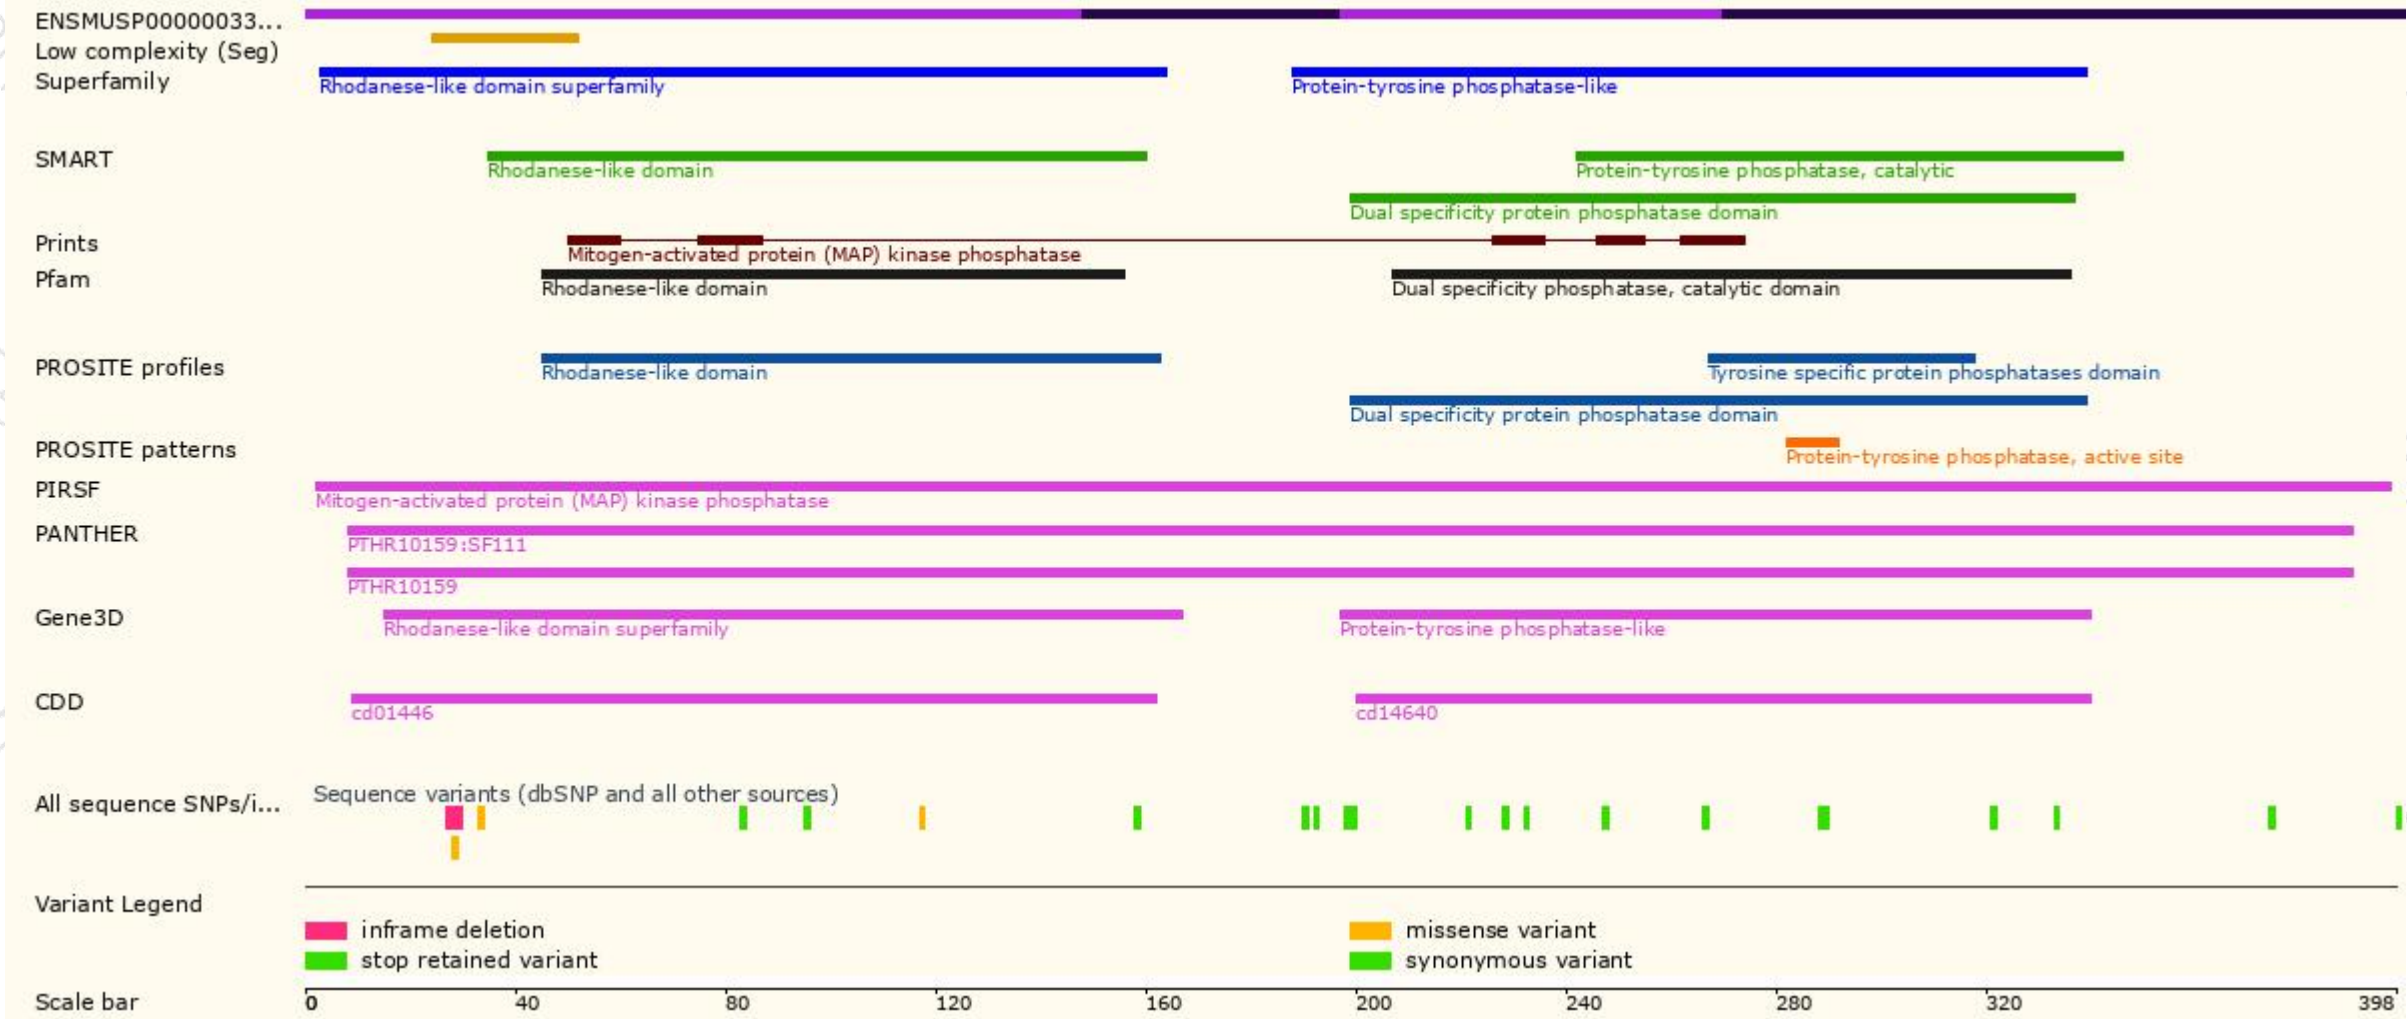 ENSMUSP00000033...
Low complexity (Seg)
Superfamily
Rhodanese-like domain superfamily
Protein-tyrosine phosphatase-like
SMART
Rhodanese-like domain
Protein-tyrosine phosphatase, catalytic
Dual specificity protein phosphatase domain
Prints
Mitogen-activated protein (MAP) kinase phosphatase
Pfam
Rhodanese-like domain
Dual specificity phosphatase, catalytic domain
PROSITE profiles
Rhodanese-like domain
Tyrosine specific protein phosphatases domain
Dual specificity protein phosphatase domain
PROSITE patterns
Protein-tyrosine phosphatase, active site
PIRSF
Mitogen-activated protein (MAP) kinase phosphatase
PANTHER
PTHR10159:SF111
PTHR10159
Gene3D
Rhodanese-like domain superfamily
Protein-tyrosine phosphatase-like
CDD
cd01446
cd14640
All sequence SNPs/i...
Sequence variants (dbSNP and all other sources)
Variant Legend
inframe deletion
missense variant
stop retained variant
synonymous variant
Scale bar
0 40 80 120 160 200 240 280 320 398